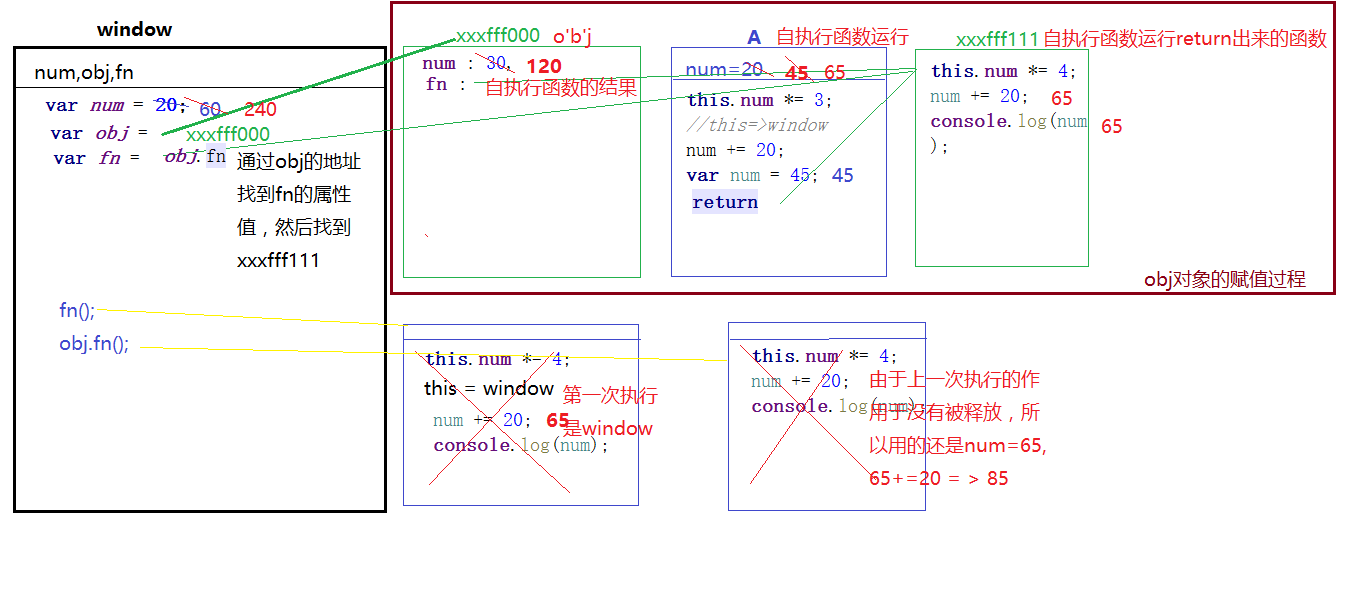 window
num,obj,fn
var num = 20; 60 240
var obj = xxxfff000
var fn = obj.fn
通过obj的地址
找到fn的属性
值，然后找到
xxxfff111
fn();
obj.fn();
xxxfff000 o'b'j
num : 30, 120
fn : 自执行函数的结果
、
A 自执行函数运行
num=20 45 65
this.num *= 3;
//this=>window
num += 20;
var num = 45; 45
return
xxxfff111 自执行函数运行return出来的函数
this.num *= 4;
num += 20; 65
console.log(num 65
);
obj对象的赋值过程
this.num *= 4;
this = window
第一次执行
是window
num += 20; 65
console.log(num);
this.num *= 4;
num += 20;
console.log(num);
由于上一次执行的作
用于没有被释放，所
以用的还是num=65,
65+=20 = > 85